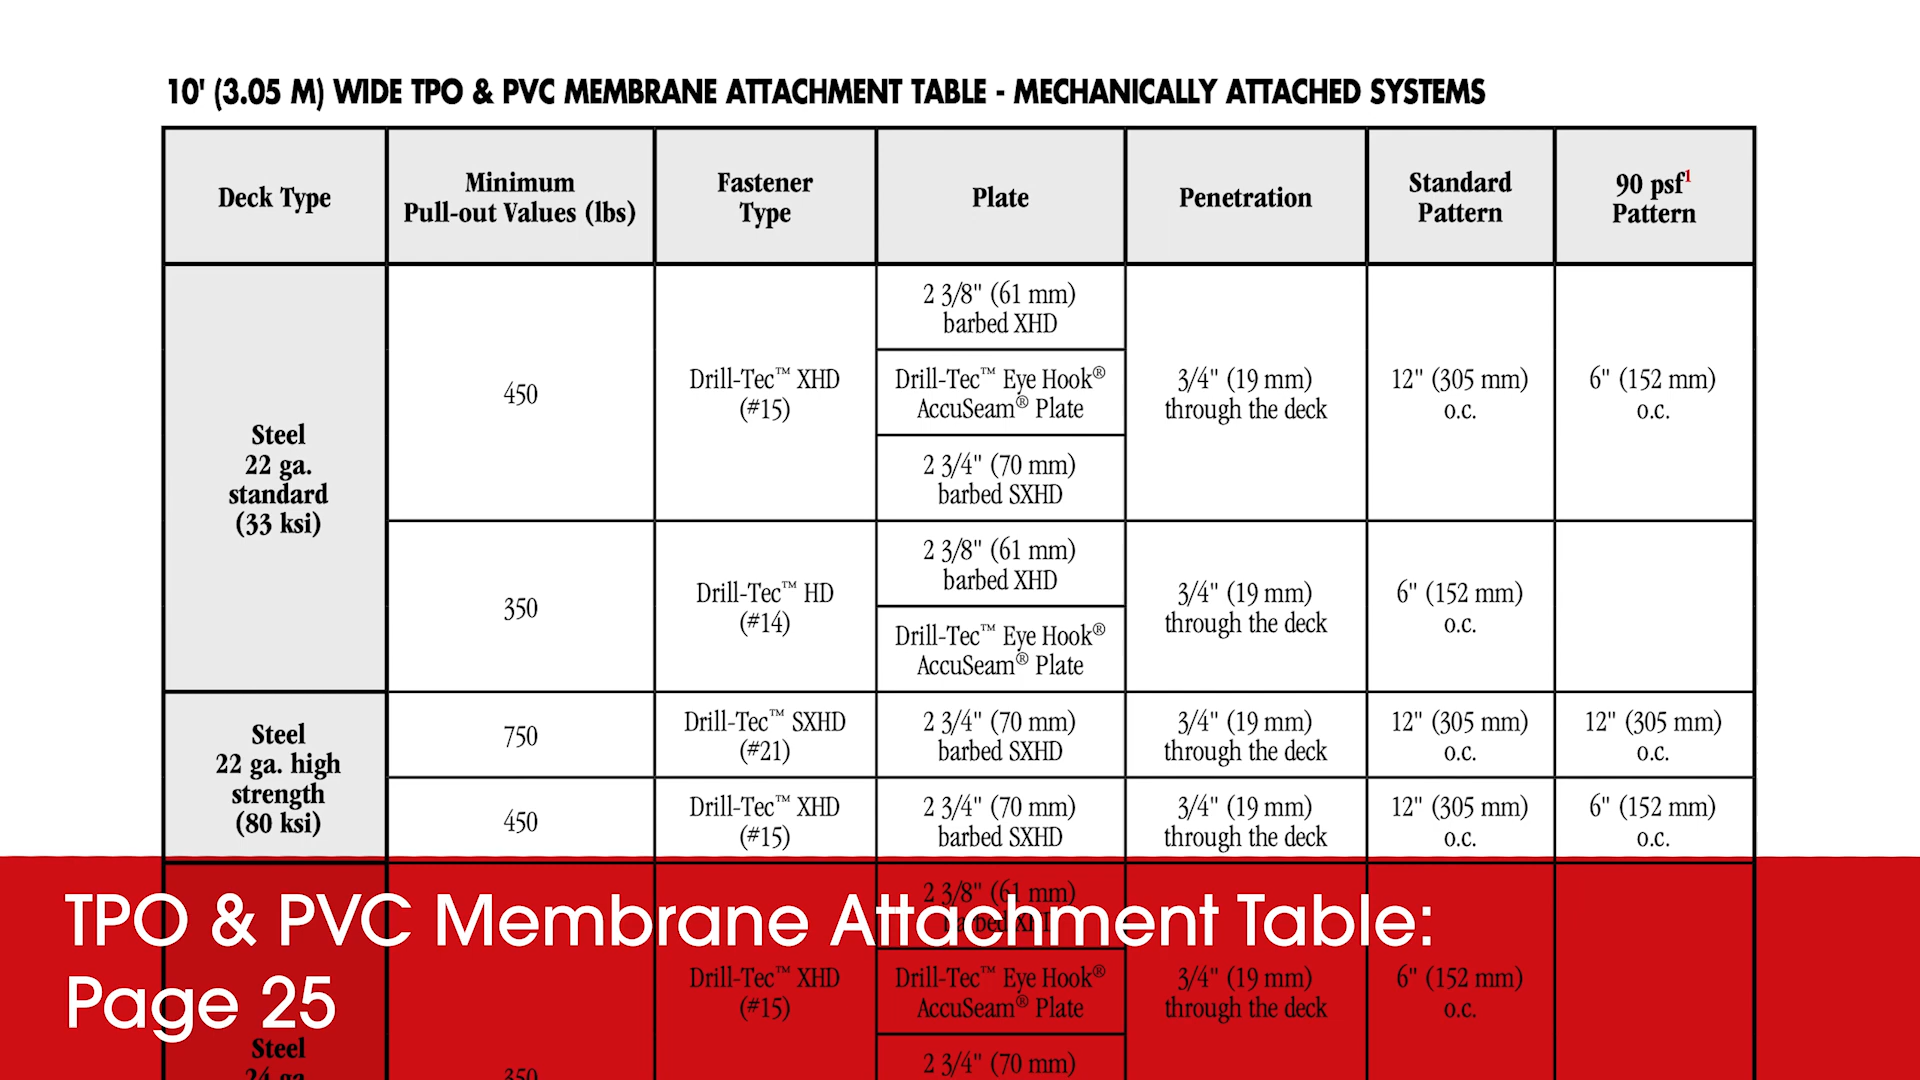 10' (3.05 M) WIDE TPO & PVC MEMBRANE ATTACHMENT TABLE - MECHANICALLY ATTACHED SYSTEMS
Deck Type
Minimum
Pull-out Values (lbs)
Fastener
Type
Plate
Penetration
Standard
Pattern
90 psf¹
Pattern
Steel
22 ga.
standard
(33 ksi)
450
Drill-Tec™ XHD
(#15)
2 3/8" (61 mm)
barbed XHD
Drill-Tec™ Eye Hook®
AccuSeam® Plate
2 3/4" (70 mm)
barbed SXHD
3/4" (19 mm)
through the deck
12" (305 mm)
o.c.
6" (152 mm)
o.c.
350
Drill-Tec™ HD
(#14)
2 3/8" (61 mm)
barbed XHD
Drill-Tec™ Eye Hook®
AccuSeam® Plate
3/4" (19 mm)
through the deck
6" (152 mm)
o.c.
Steel
22 ga. high
strength
(80 ksi)
750
Drill-Tec™ SXHD
(#21)
2 3/4" (70 mm)
barbed SXHD
3/4" (19 mm)
through the deck
12" (305 mm)
o.c.
12" (305 mm)
o.c.
450
Drill-Tec™ XHD
(#15)
2 3/4" (70 mm)
barbed SXHD
3/4" (19 mm)
through the deck
12" (305 mm)
o.c.
6" (152 mm)
o.c.
Steel
24 ga.
350
Drill-Tec™ XHD
(#15)
2 3/8" (61 mm)
barbed XHD
Drill-Tec™ Eye Hook®
AccuSeam® Plate
2 3/4" (70 mm)
3/4" (19 mm)
through the deck
6" (152 mm)
o.c.
TPO & PVC Membrane Attachment Table:
Page 25